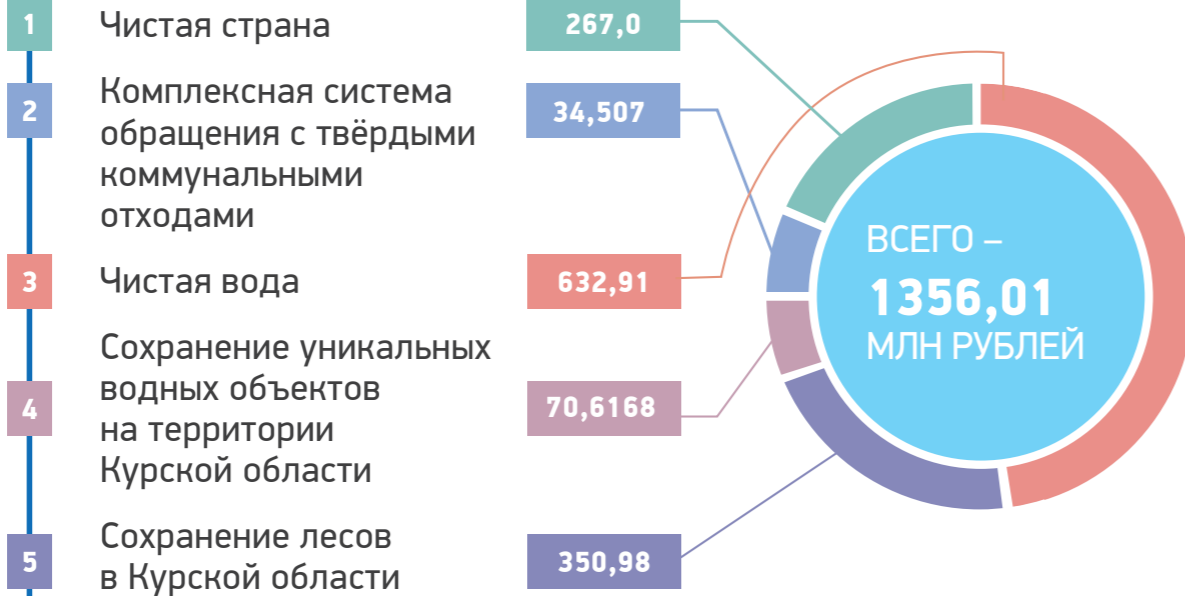 1
Чистая страна
267,0
2
Комплексная система
обращения с твёрдыми
коммунальными
отходами
34,507
3
Чистая вода
632,91
4
Сохранение уникальных
водных объектов
на территории
Курской области
70,6168
5
Сохранение лесов
в Курской области
350,98
ВСЕГО –
1356,01
МЛН РУБЛЕЙ